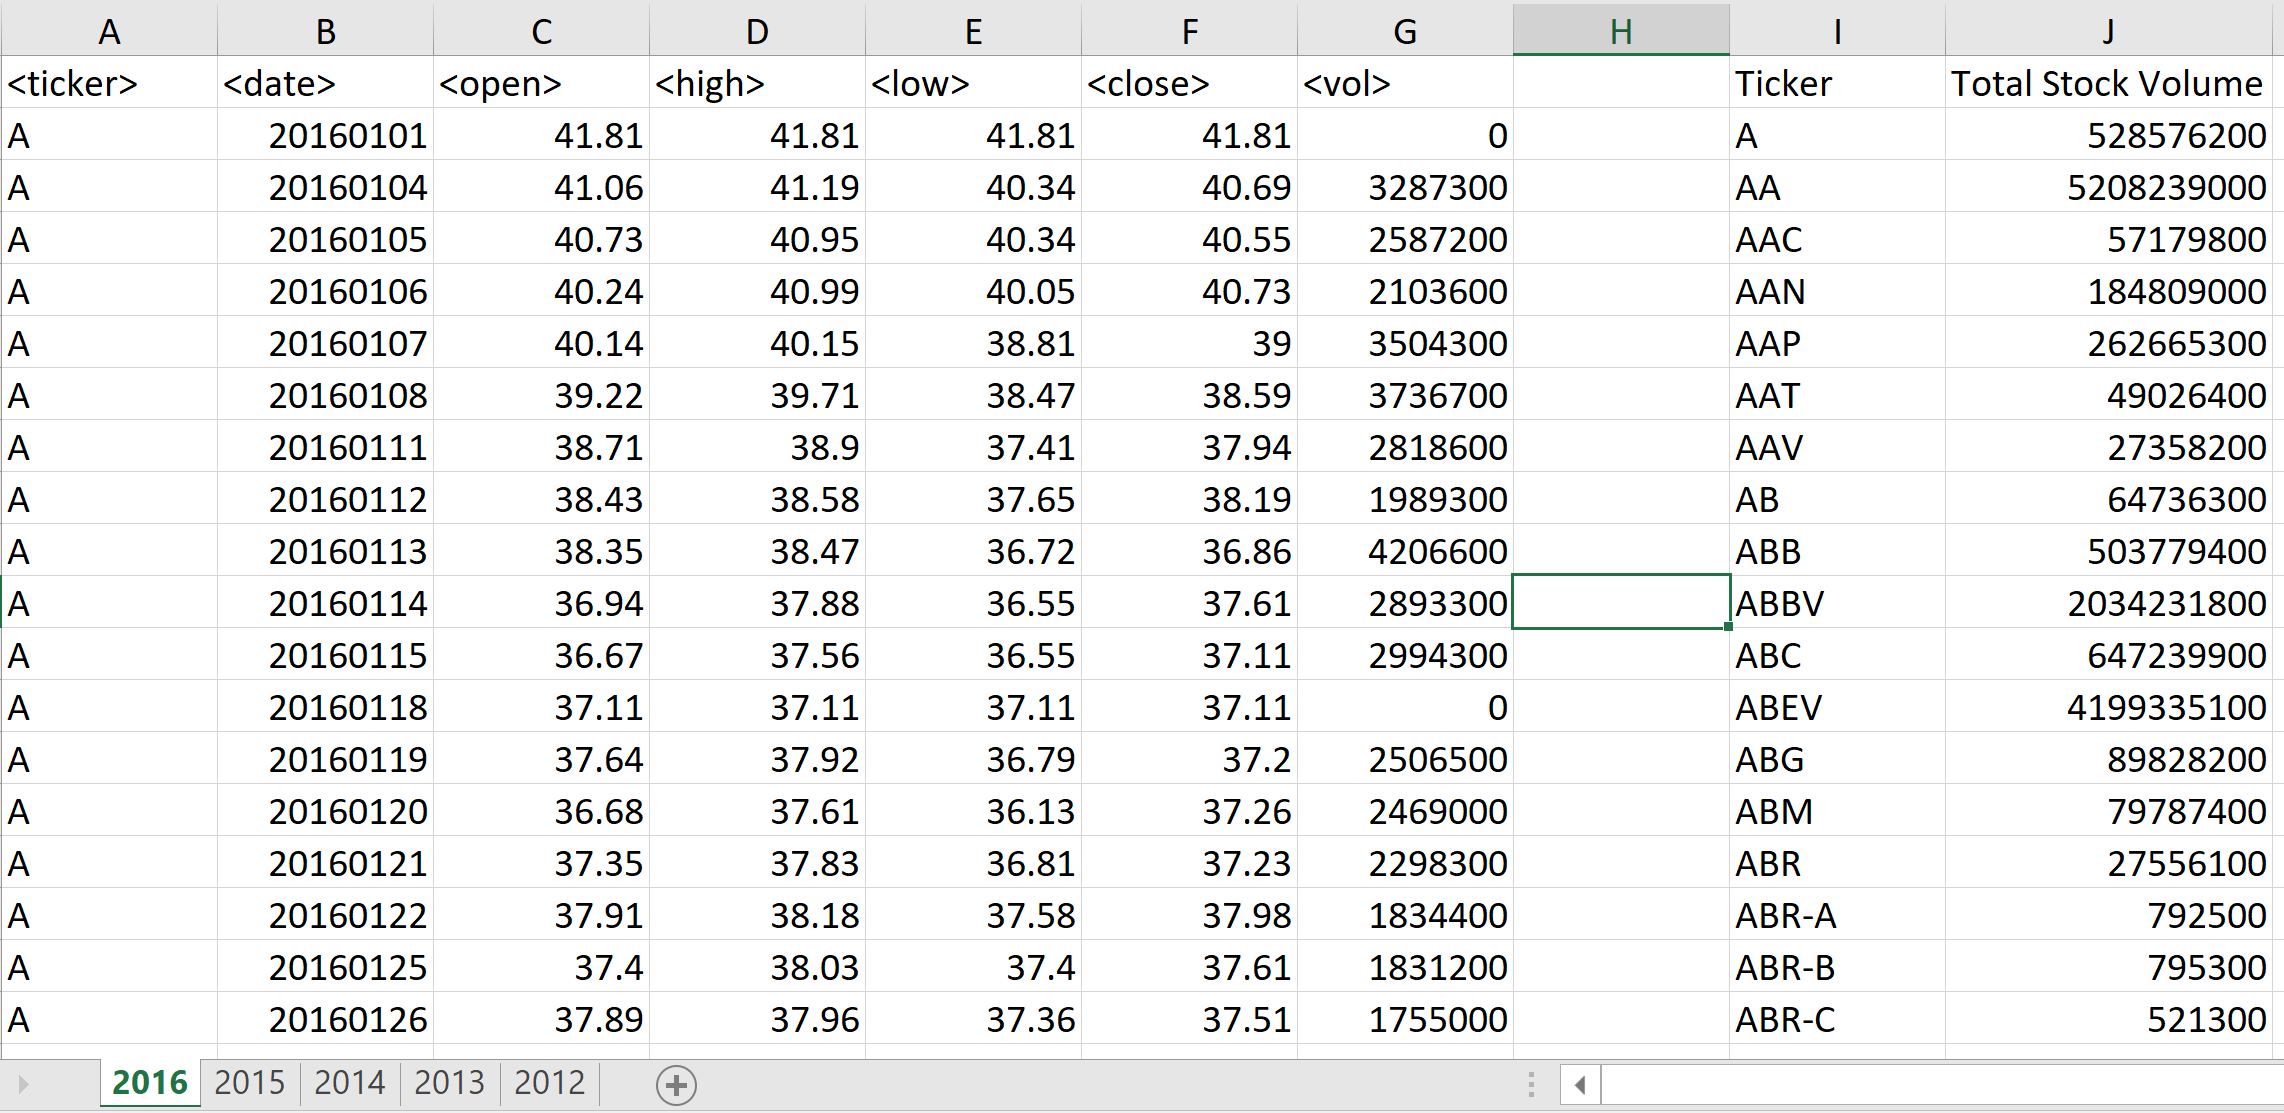 A B C D E F G H I J
<ticker> <date> <open> <high> <low> <close> <vol> Ticker Total Stock Volume
A 20160101 41.81 41.81 41.81 41.81 0 A 528576200
A 20160104 41.06 41.19 40.34 40.69 3287300 AA 5208239000
A 20160105 40.73 40.95 40.34 40.55 2587200 AAC 57179800
A 20160106 40.24 40.99 40.05 40.73 2103600 AAN 184809000
A 20160107 40.14 40.15 38.81 39 3504300 AAP 262665300
A 20160108 39.22 39.71 38.47 38.59 3736700 AAT 49026400
A 20160111 38.71 38.9 37.41 37.94 2818600 AAV 27358200
A 20160112 38.43 38.58 37.65 38.19 1989300 AB 64736300
A 20160113 38.35 38.47 36.72 36.86 4206600 ABB 503779400
A 20160114 36.94 37.88 36.55 37.61 2893300 ABBV 2034231800
A 20160115 36.67 37.56 36.55 37.11 2994300 ABC 647239900
A 20160118 37.11 37.11 37.11 37.11 0 ABEV 4199335100
A 20160119 37.64 37.92 36.79 37.2 2506500 ABG 89828200
A 20160120 36.68 37.61 36.13 37.26 2469000 ABM 79787400
A 20160121 37.35 37.83 36.81 37.23 2298300 ABR 27556100
A 20160122 37.91 38.18 37.58 37.98 1834400 ABR-A 792500
A 20160125 37.4 38.03 37.4 37.61 1831200 ABR-B 795300
A 20160126 37.89 37.96 37.36 37.51 1755000 ABR-C 521300
2016 2015 2014 2013 2012